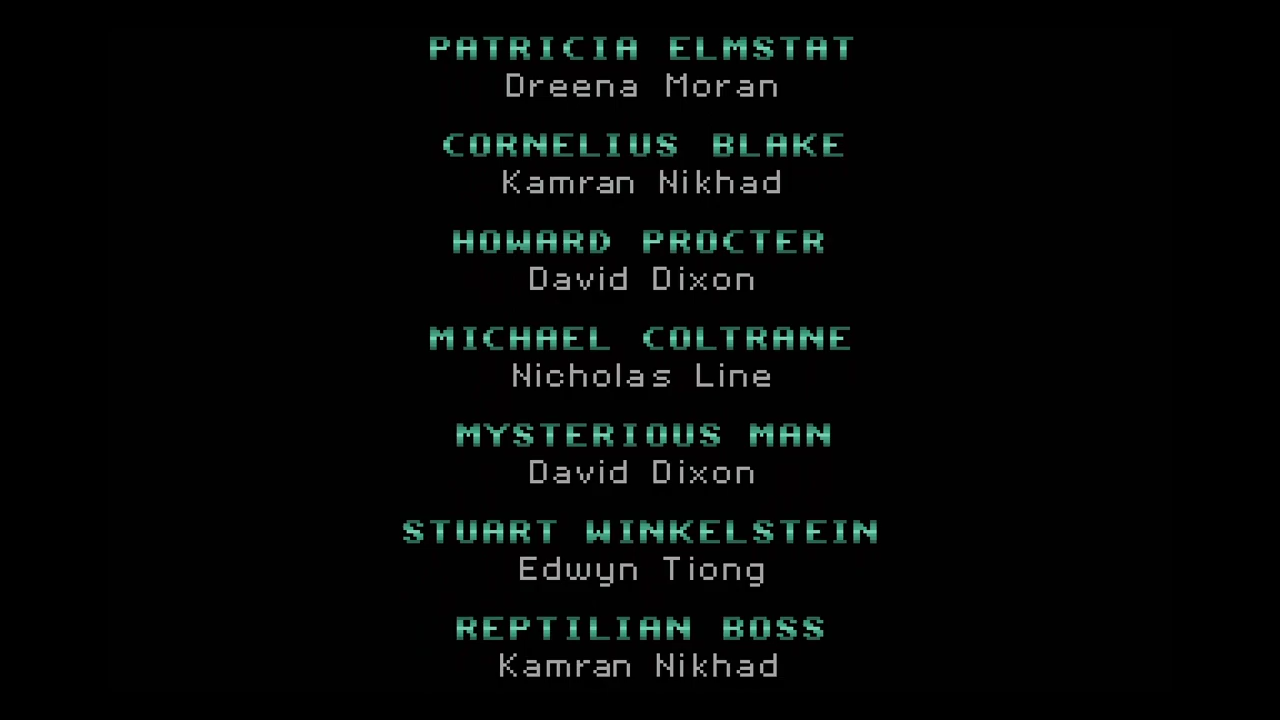 PATRICIA ELMSTAT
Dreena Moran
CORNELIUS BLAKE
Kamran Nikhad
HOWARD PROCTER
David Dixon
MICHAEL COLTRANE
Nicholas Line
MYSTERIOUS MAN
David Dixon
STUART WINKELSTEIN
Edwyn Tiong
REPTILIAN BOSS
Kamran Nikhad